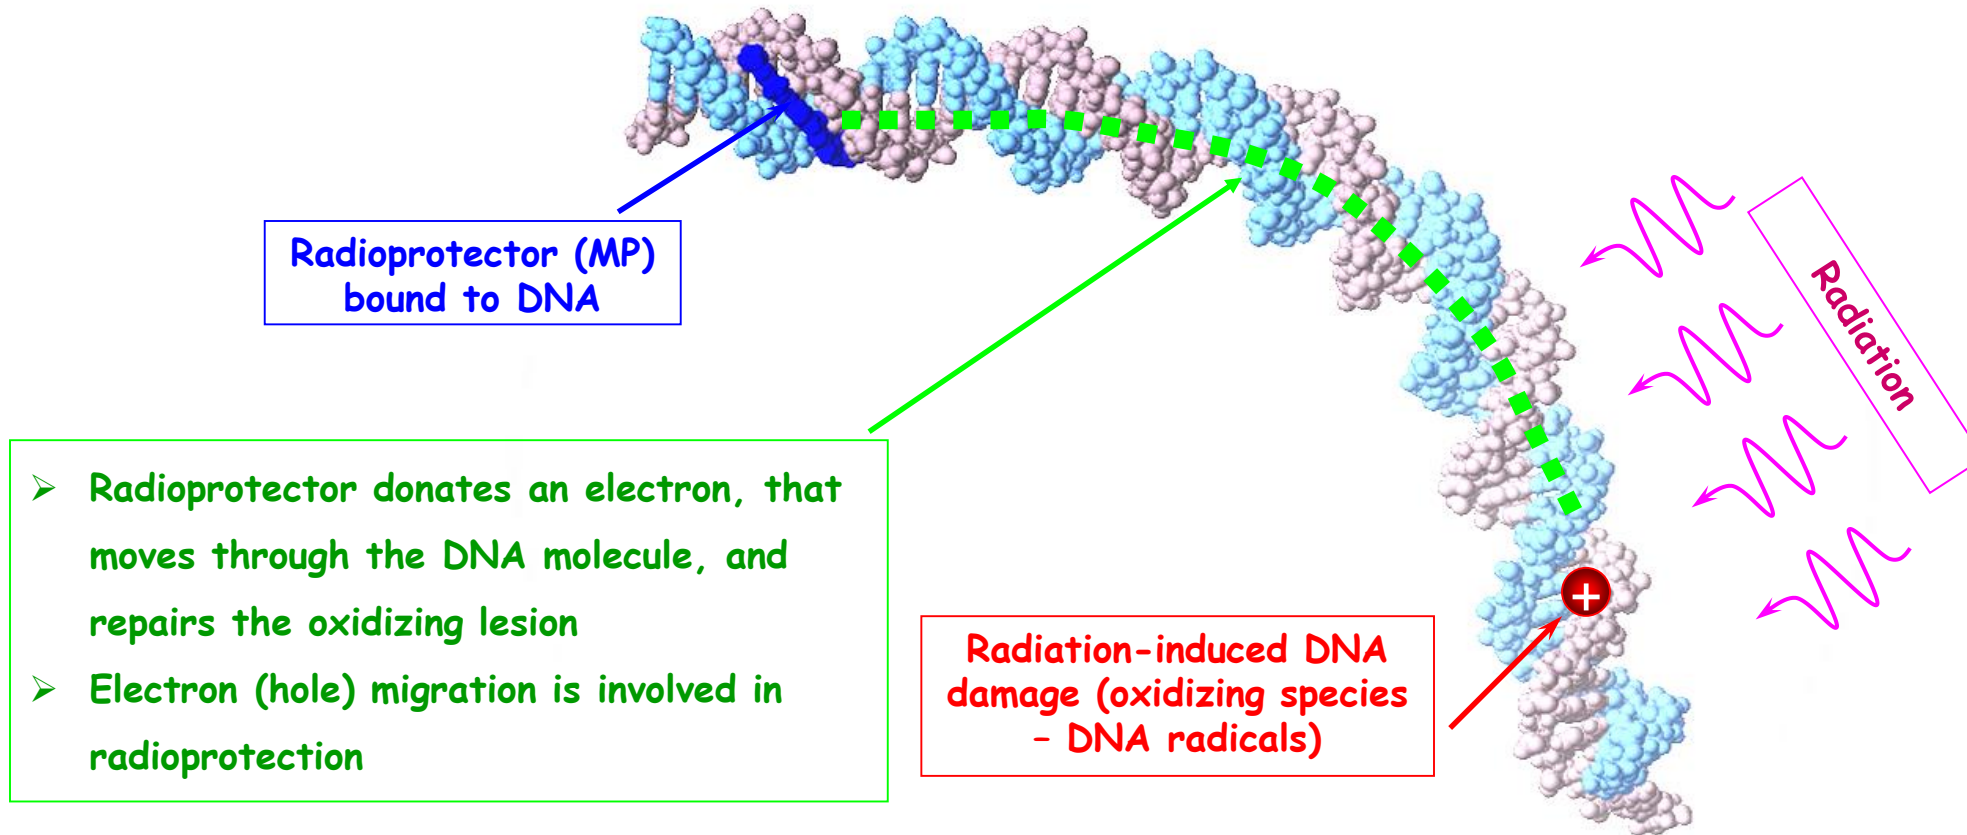 Radioprotector (MP)
bound to DNA
Radiation
➢ Radioprotector donates an electron, that
moves through the DNA molecule, and
repairs the oxidizing lesion
➢ Electron (hole) migration is involved in
radioprotection
Radiation-induced DNA
damage (oxidizing species
– DNA radicals)
+